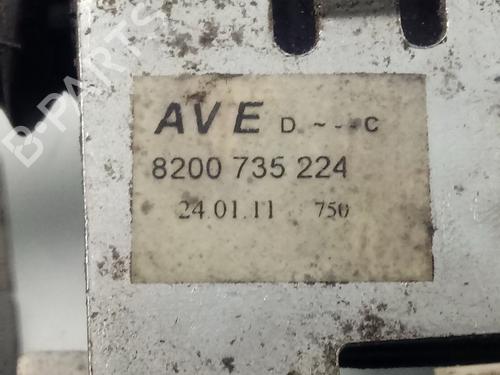 AVE D. ~ - - C
8200 735 224
24.01.11 750
B-PARTS